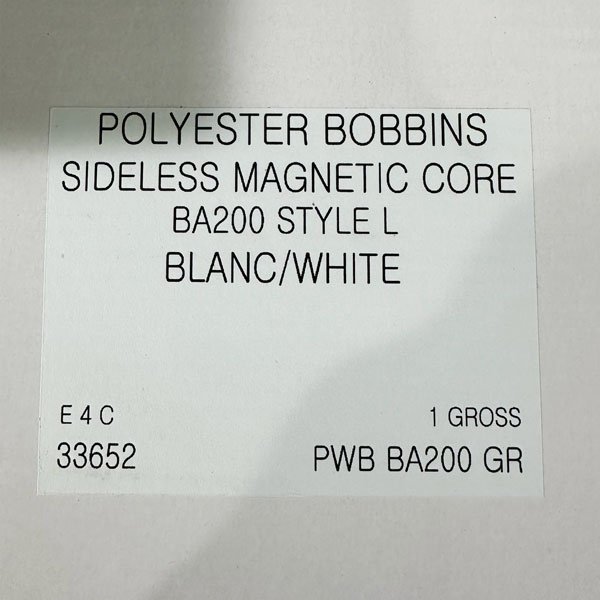 POLYESTER BOBBINS
SIDELESS MAGNETIC CORE
BA200 STYLE L
BLANC/WHITE
E 4 C
1 GROSS
33652
PWB BA200 GR